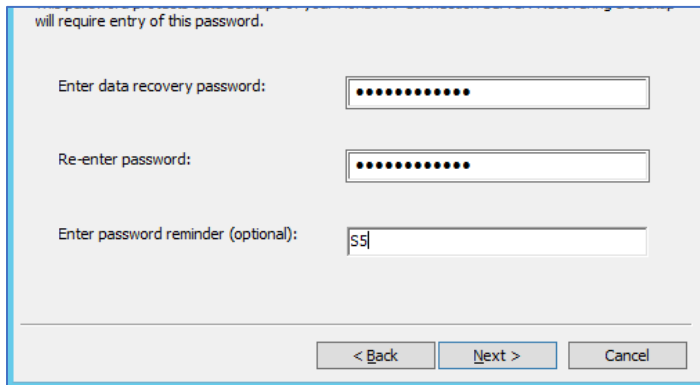 will require entry of this password.
Enter data recovery password:
••••••••••••
Re-enter password:
••••••••••••
Enter password reminder (optional):
S5
< Back
Next >
Cancel